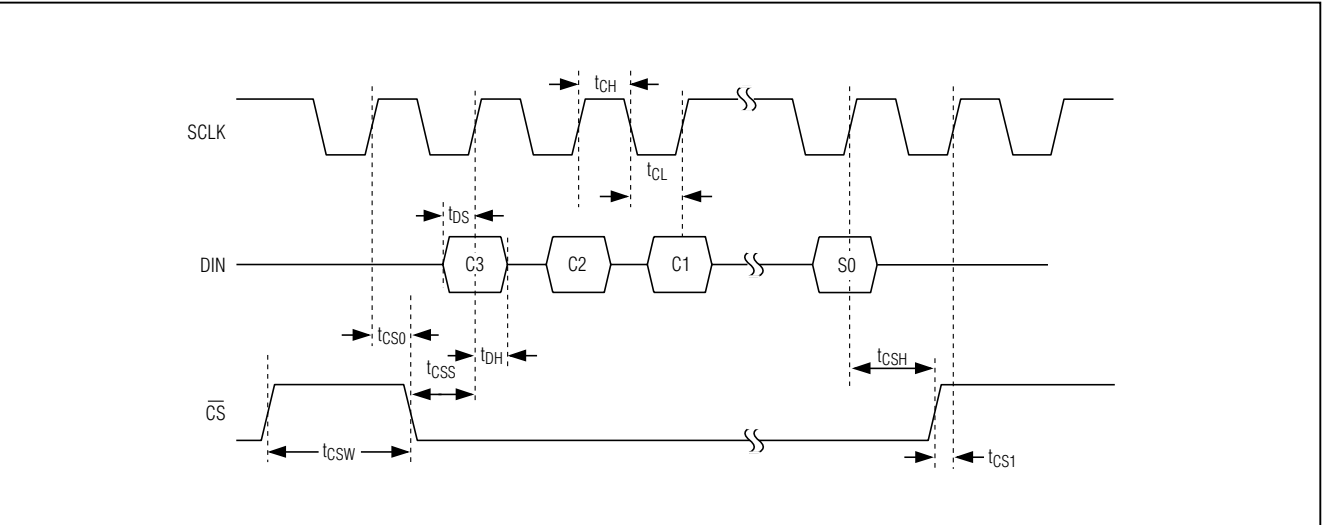 tCH
SCLK
tCL
tDS
DIN
C3
C2
C1
S0
tCS0
tDH
tCSS
tCSH
CS
tCSW
tCS1